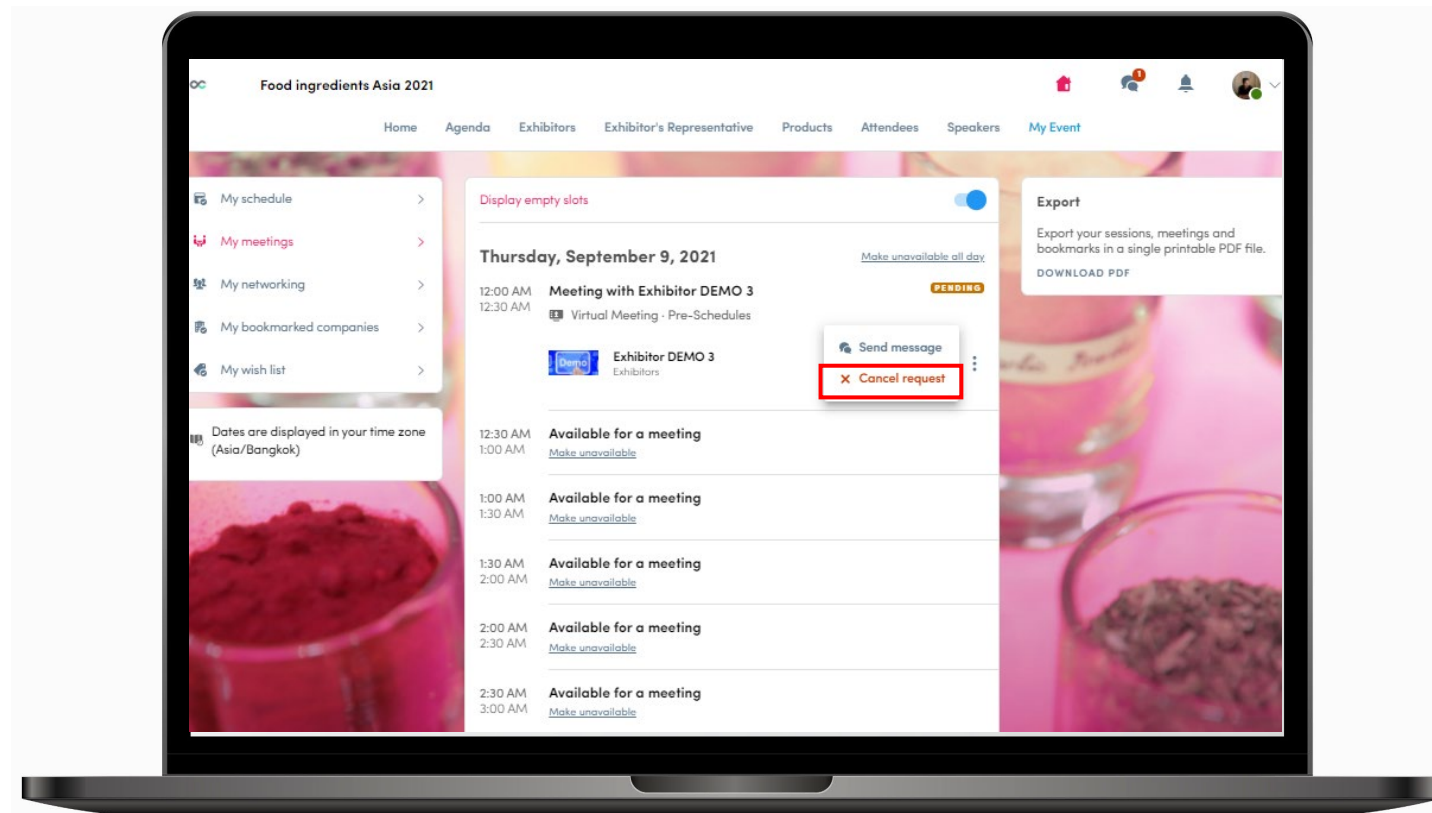 Food ingredients Asia 2021
1
Home Agenda Exhibitors Exhibitor's Representative Products Attendees Speakers My Event
My schedule
My meetings
My networking
My bookmarked companies
My wish list
Dates are displayed in your time zone
(Asia/Bangkok)
Display empty slots
Thursday, September 9, 2021 Make unavailable all day
12:00 AM Meeting with Exhibitor DEMO 3 PENDING
12:30 AM Virtual Meeting · Pre-Schedules
Demo
Exhibitor DEMO 3
Exhibitors
Send message
Cancel request
12:30 AM Available for a meeting
1:00 AM Make unavailable
1:00 AM Available for a meeting
1:30 AM Make unavailable
1:30 AM Available for a meeting
2:00 AM Make unavailable
2:00 AM Available for a meeting
2:30 AM Make unavailable
2:30 AM Available for a meeting
3:00 AM Make unavailable
Export
Export your sessions, meetings and
bookmarks in a single printable PDF file.
DOWNLOAD PDF